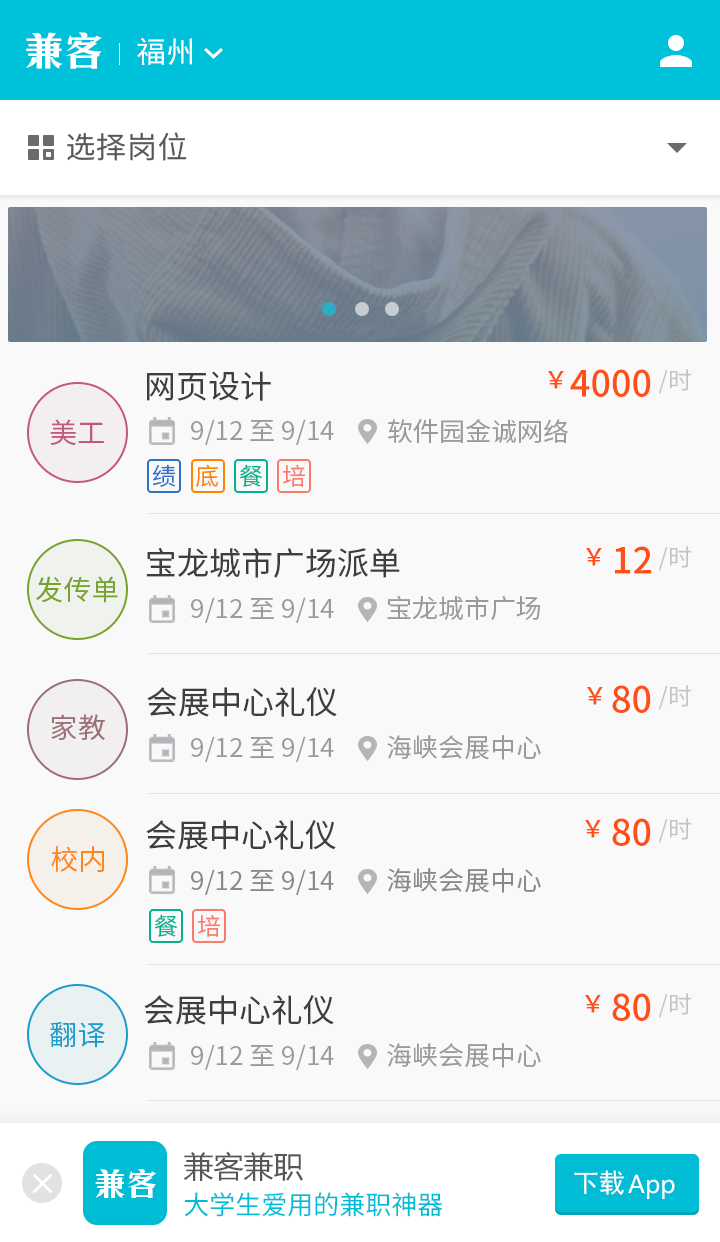 兼客 福州
选择岗位
网页设计 ¥4000/时
美工
9/12 至 9/14 软件园金诚网络
绩 底 餐 培
宝龙城市广场派单 ¥ 12/时
发传单
9/12 至 9/14 宝龙城市广场
会展中心礼仪 ¥ 80/时
家教
9/12 至 9/14 海峡会展中心
会展中心礼仪 ¥ 80/时
校内
9/12 至 9/14 海峡会展中心
餐 培
会展中心礼仪 ¥ 80/时
翻译
9/12 至 9/14 海峡会展中心
兼客 兼客兼职
大学生爱用的兼职神器
下载App